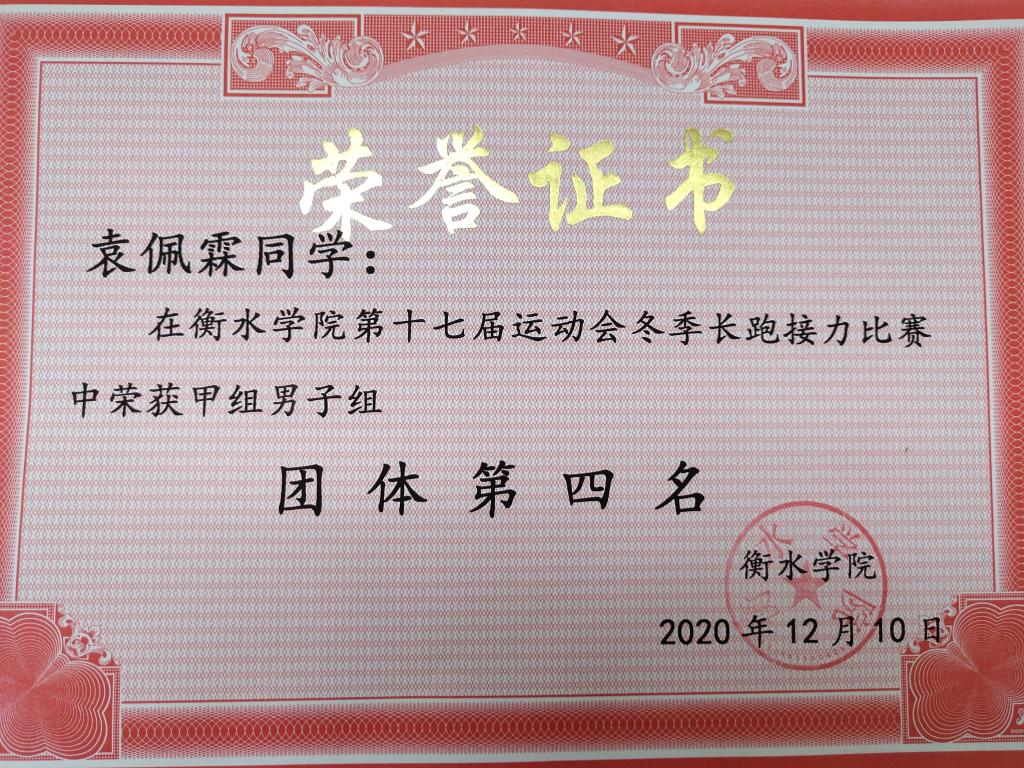 荣誉证书
袁佩霖同学：
在衡水学院第十七届运动会冬季长跑接力比赛
中荣获甲组男子组
团体第四名
衡水学院
2020年12月10日
水学院